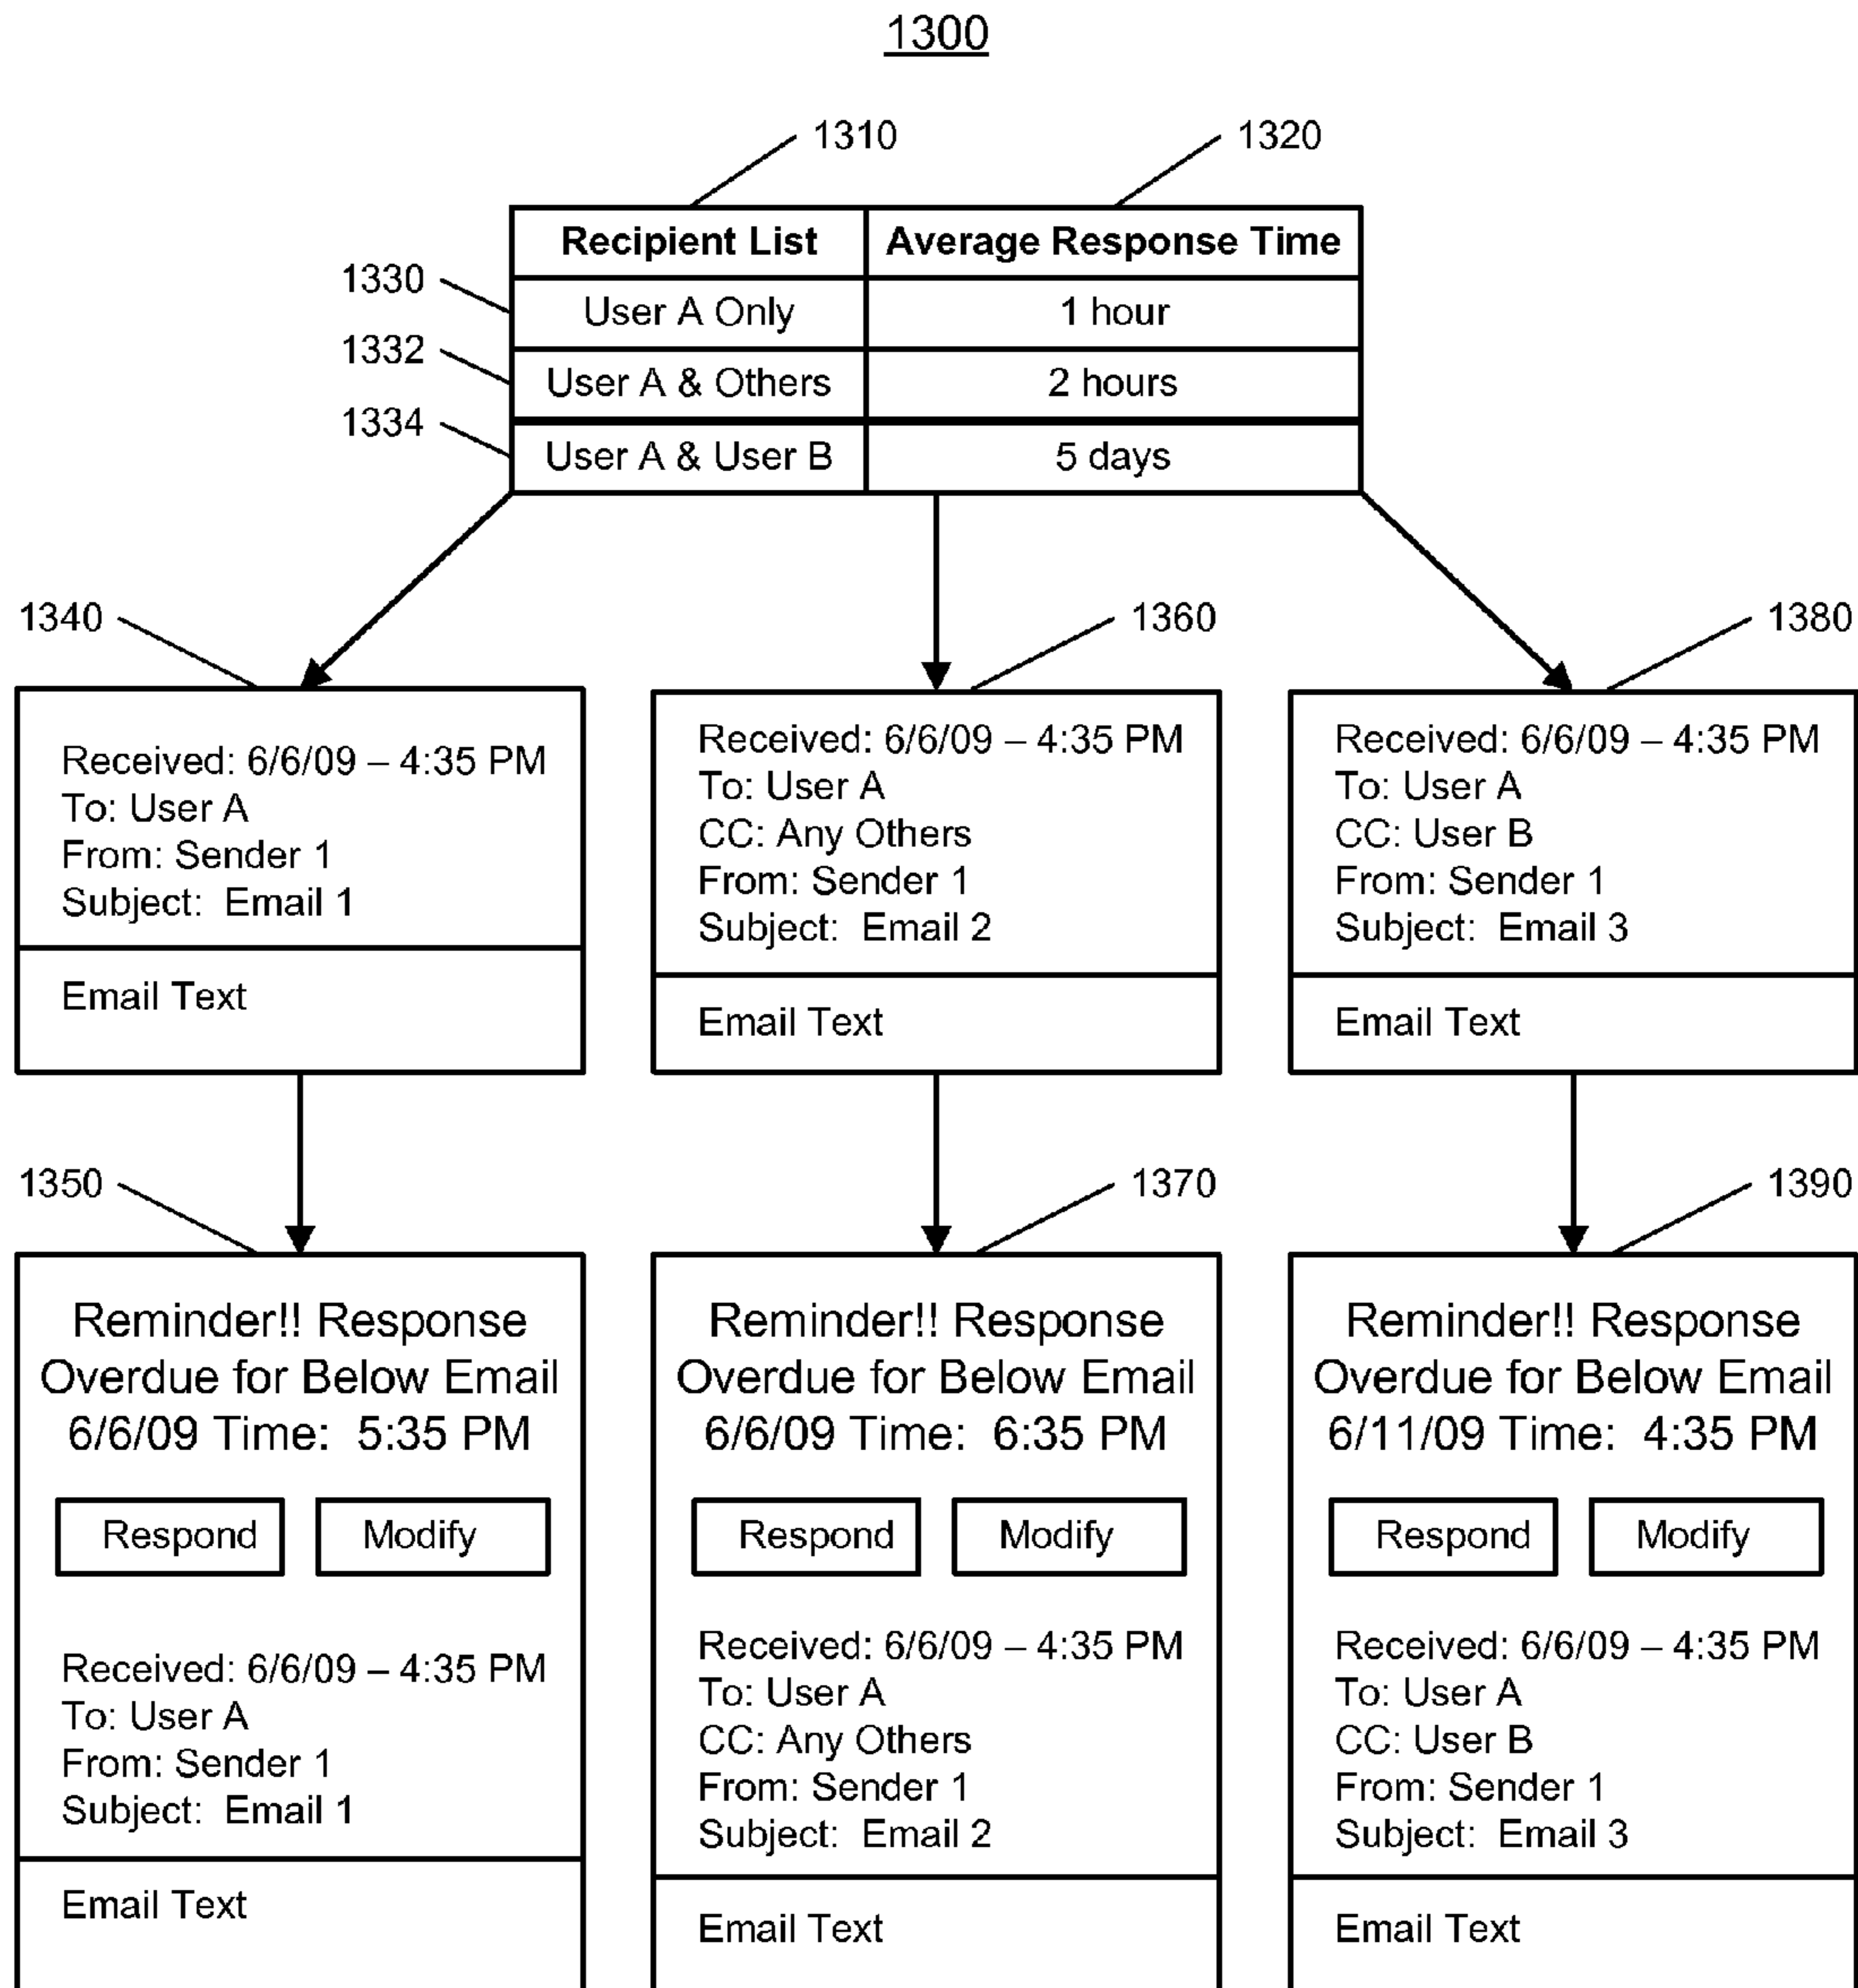 1300
1310
1320
Recipient List
Average Response Time
1330
User A Only
1 hour
1332
User A & Others
2 hours
1334
User A & User B
5 days
1340
Received: 6/6/09 – 4:35 PM
To: User A
From: Sender 1
Subject: Email 1
Email Text
1360
Received: 6/6/09 – 4:35 PM
To: User A
CC: Any Others
From: Sender 1
Subject: Email 2
Email Text
1380
Received: 6/6/09 – 4:35 PM
To: User A
CC: User B
From: Sender 1
Subject: Email 3
Email Text
1350
Reminder!! Response
Overdue for Below Email
6/6/09 Time: 5:35 PM
Respond
Modify
Received: 6/6/09 – 4:35 PM
To: User A
From: Sender 1
Subject: Email 1
Email Text
1370
Reminder!! Response
Overdue for Below Email
6/6/09 Time: 6:35 PM
Respond
Modify
Received: 6/6/09 – 4:35 PM
To: User A
CC: Any Others
From: Sender 1
Subject: Email 2
Email Text
1390
Reminder!! Response
Overdue for Below Email
6/11/09 Time: 4:35 PM
Respond
Modify
Received: 6/6/09 – 4:35 PM
To: User A
CC: User B
From: Sender 1
Subject: Email 3
Email Text